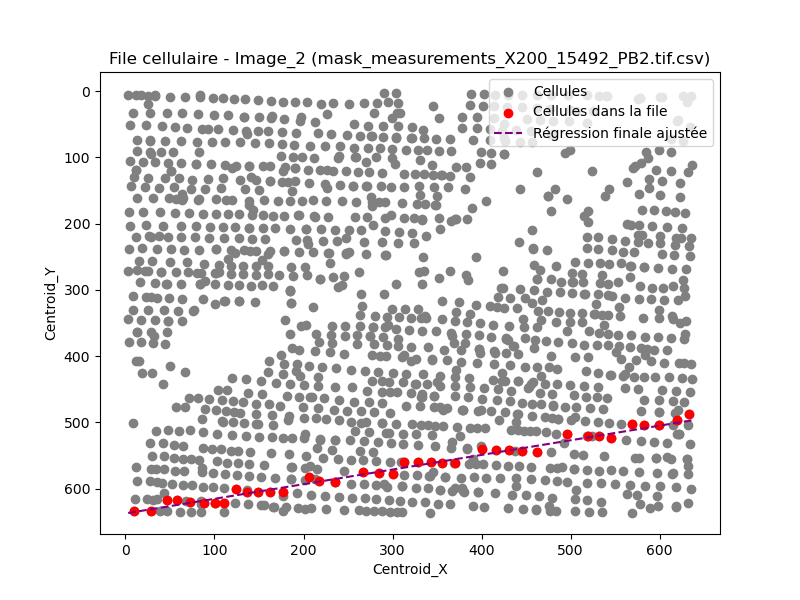 File cellulaire - Image_2 (mask_measurements_X200_15492_PB2.tif.csv)
Cellules
Cellules dans la file
Régression finale ajustée
0
100
200
300
400
500
600
Centroid_Y
0 100 200 300 400 500 600
Centroid_X